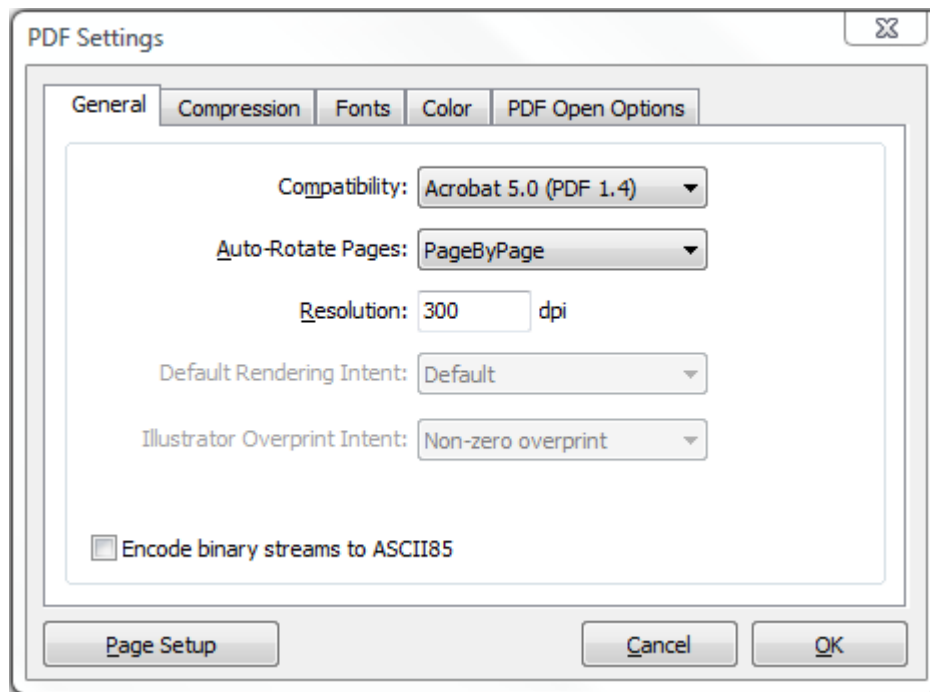 PDF Settings
General Compression Fonts Color PDF Open Options
Compatibility: Acrobat 5.0 (PDF 1.4)
Auto-Rotate Pages: PageByPage
Resolution: 300 dpi
Default Rendering Intent: Default
Illustrator Overprint Intent: Non-zero overprint
Encode binary streams to ASCII85
Page Setup Cancel OK